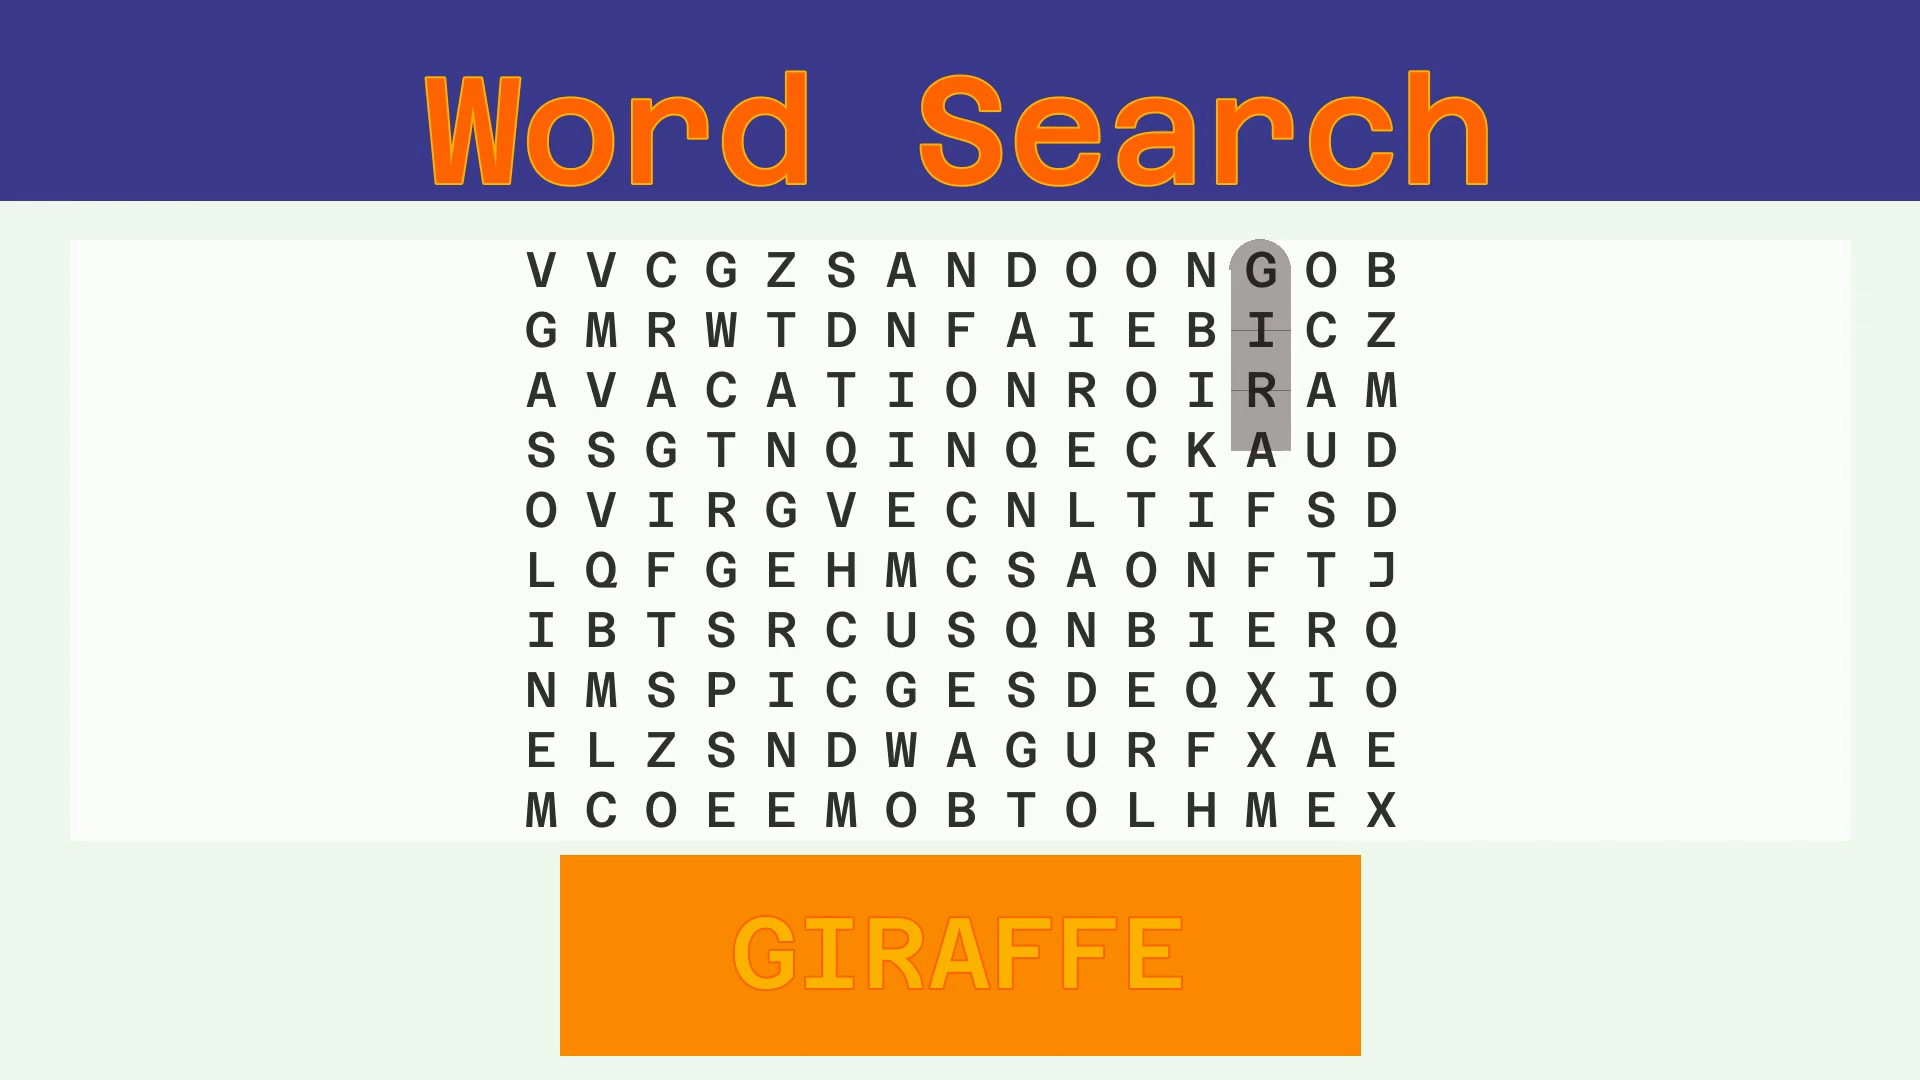 Word Search
V V C G Z S A N D O O N G O B
G M R W T D N F A I E B I C Z
A V A C A T I O N R O I R A M
S S G T N Q I N Q E C K A U D
O V I R G V E C N L T I F S D
L Q F G E H M C S A O N F T J
I B T S R C U S Q N B I E R Q
N M S P I C G E S D E Q X I O
E L Z S N D W A G U R F X A E
M C O E E M O B T O L H M E X
GIRAFFE